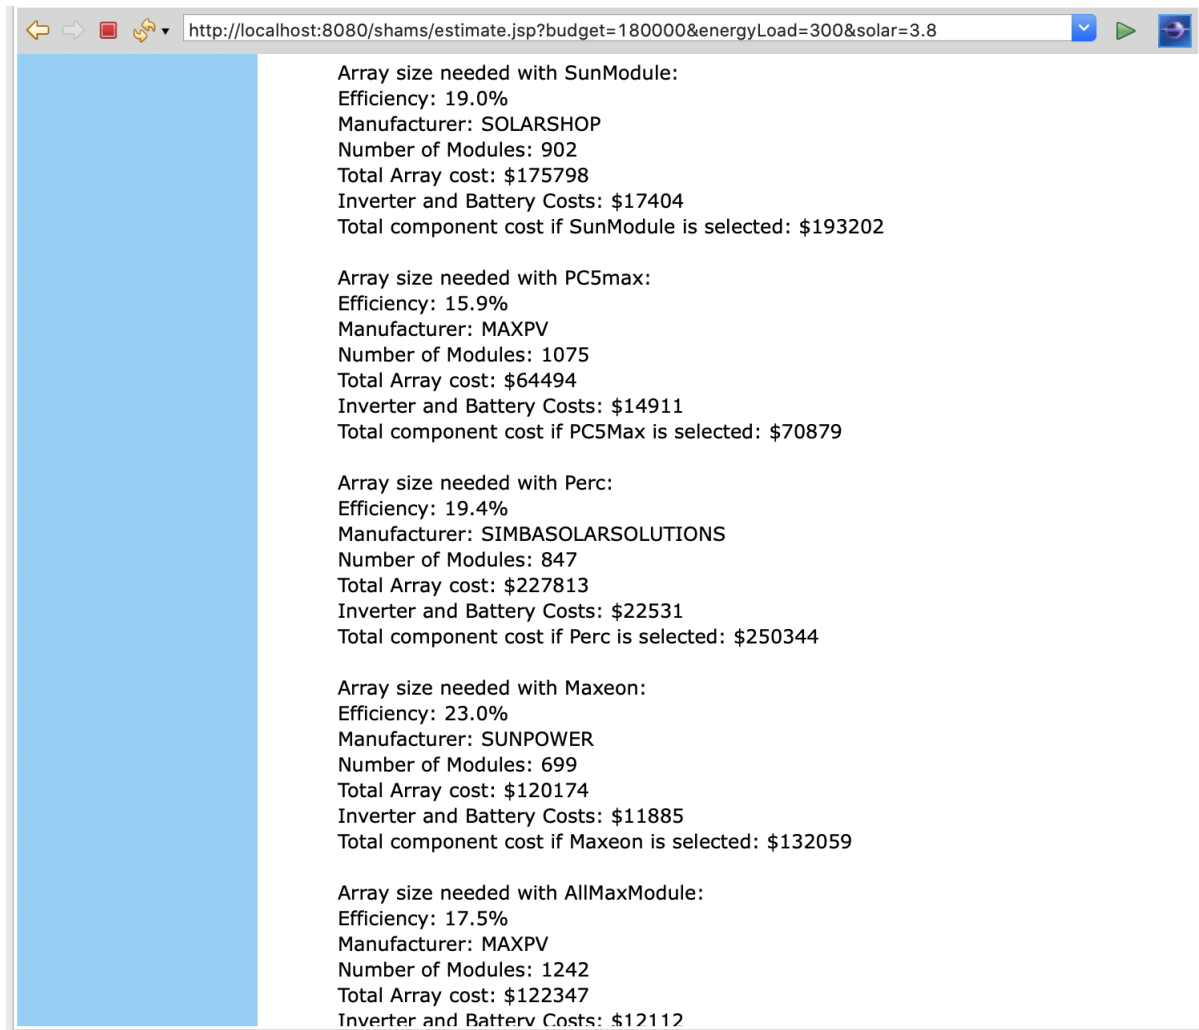 http://localhost:8080/shams/estimate.jsp?budget=180000&energyLoad=300&solar=3.8
Array size needed with SunModule:
Efficiency: 19.0%
Manufacturer: SOLARSHOP
Number of Modules: 902
Total Array cost: $175798
Inverter and Battery Costs: $17404
Total component cost if SunModule is selected: $193202
Array size needed with PC5max:
Efficiency: 15.9%
Manufacturer: MAXPV
Number of Modules: 1075
Total Array cost: $64494
Inverter and Battery Costs: $14911
Total component cost if PC5Max is selected: $70879
Array size needed with Perc:
Efficiency: 19.4%
Manufacturer: SIMBASOLARSOLUTIONS
Number of Modules: 847
Total Array cost: $227813
Inverter and Battery Costs: $22531
Total component cost if Perc is selected: $250344
Array size needed with Maxeon:
Efficiency: 23.0%
Manufacturer: SUNPOWER
Number of Modules: 699
Total Array cost: $120174
Inverter and Battery Costs: $11885
Total component cost if Maxeon is selected: $132059
Array size needed with AllMaxModule:
Efficiency: 17.5%
Manufacturer: MAXPV
Number of Modules: 1242
Total Array cost: $122347
Inverter and Battery Costs: $12112